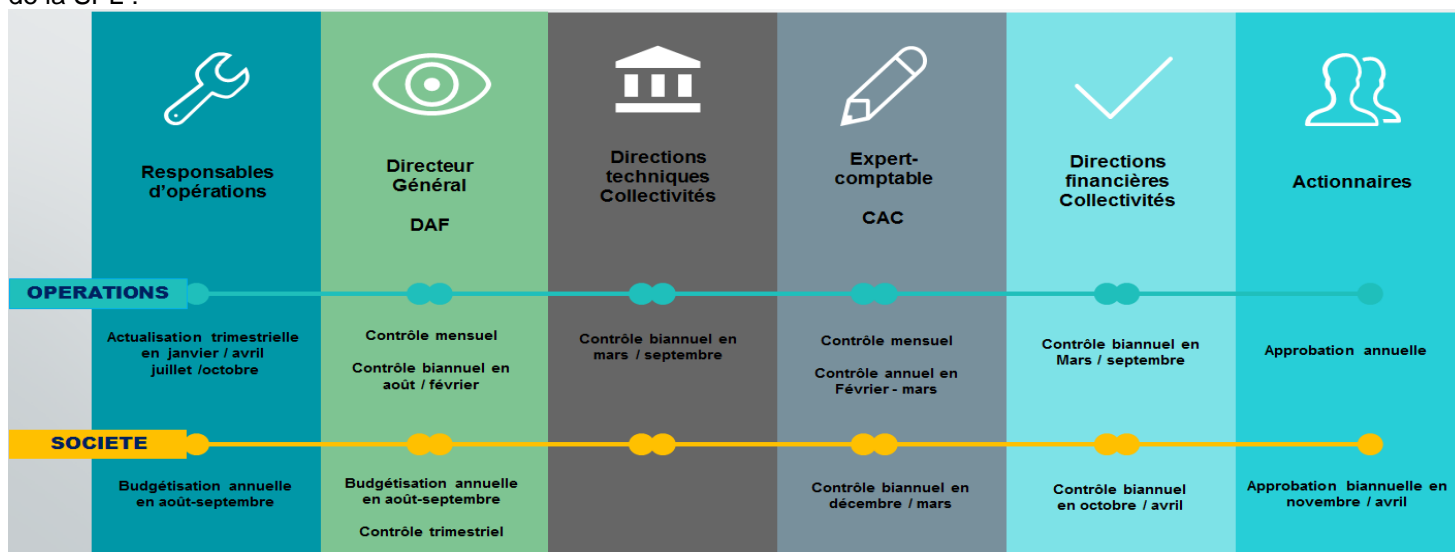 de la SPL :
Responsables
d'opérations
Directeur
Général
DAF
Directions
techniques
Collectivités
Expert-
comptable
CAC
Directions
financières
Collectivités
Actionnaires
OPERATIONS
Actualisation trimestrielle
en janvier / avril
juillet /octobre
Contrôle mensuel
Contrôle biannuel en
août / février
Contrôle biannuel en
mars / septembre
Contrôle mensuel
Contrôle annuel en
Février - mars
Contrôle biannuel en
Mars / septembre
Approbation annuelle
SOCIETE
Budgétisation annuelle
en août-septembre
Budgétisation annuelle
en août-septembre
Contrôle trimestriel
Contrôle biannuel en
décembre / mars
Contrôle biannuel
en octobre / avril
Approbation biannuelle en
novembre / avril